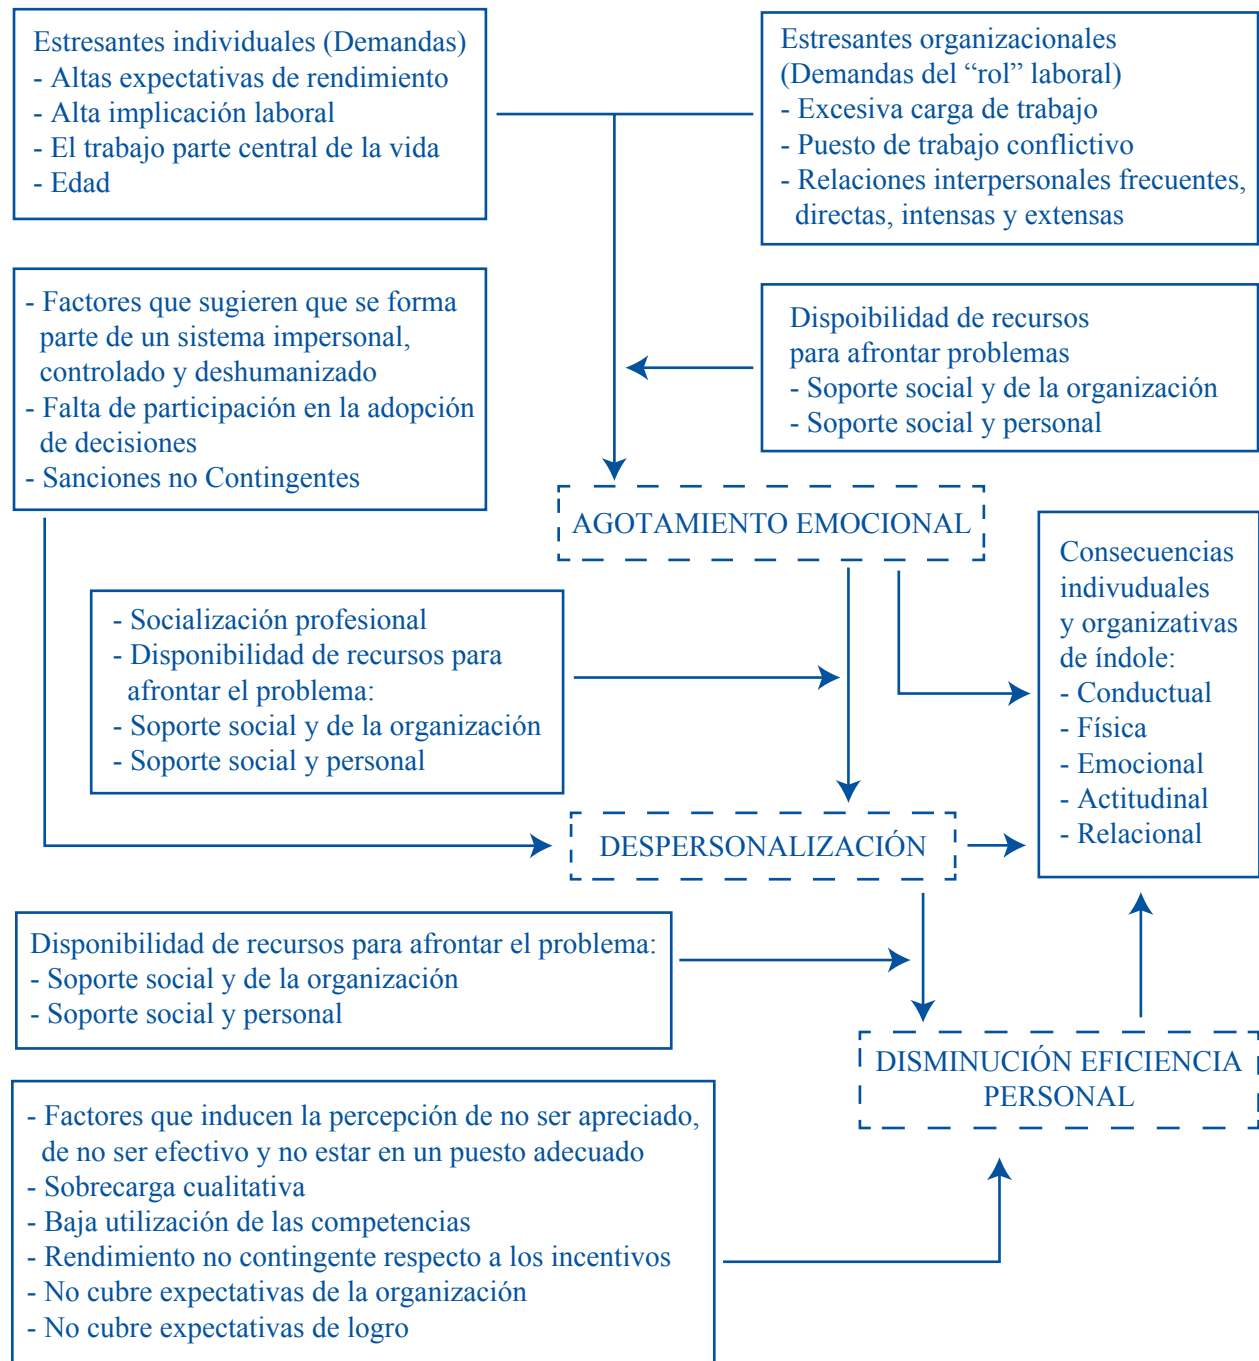 Estresantes individuales (Demandas)
- Altas expectativas de rendimiento
- Alta implicación laboral
- El trabajo parte central de la vida
- Edad
Estresantes organizacionales
(Demandas del “rol” laboral)
- Excesiva carga de trabajo
- Puesto de trabajo conflictivo
- Relaciones interpersonales frecuentes,
directas, intensas y extensas
- Factores que sugieren que se forma
parte de un sistema impersonal,
controlado y deshumanizado
- Falta de participación en la adopción
de decisiones
- Sanciones no Contingentes
Dispoibilidad de recursos
para afrontar problemas
- Soporte social y de la organización
- Soporte social y personal
AGOTAMIENTO EMOCIONAL
- Socialización profesional
- Disponibilidad de recursos para
afrontar el problema:
- Soporte social y de la organización
- Soporte social y personal
Consecuencias
indivuduales
y organizativas
de índole:
- Conductual
- Física
- Emocional
- Actitudinal
- Relacional
DESPERSONALIZACIÓN
Disponibilidad de recursos para afrontar el problema:
- Soporte social y de la organización
- Soporte social y personal
DISMINUCIÓN EFICIENCIA
PERSONAL
- Factores que inducen la percepción de no ser apreciado,
de no ser efectivo y no estar en un puesto adecuado
- Sobrecarga cualitativa
- Baja utilización de las competencias
- Rendimiento no contingente respecto a los incentivos
- No cubre expectativas de la organización
- No cubre expectativas de logro